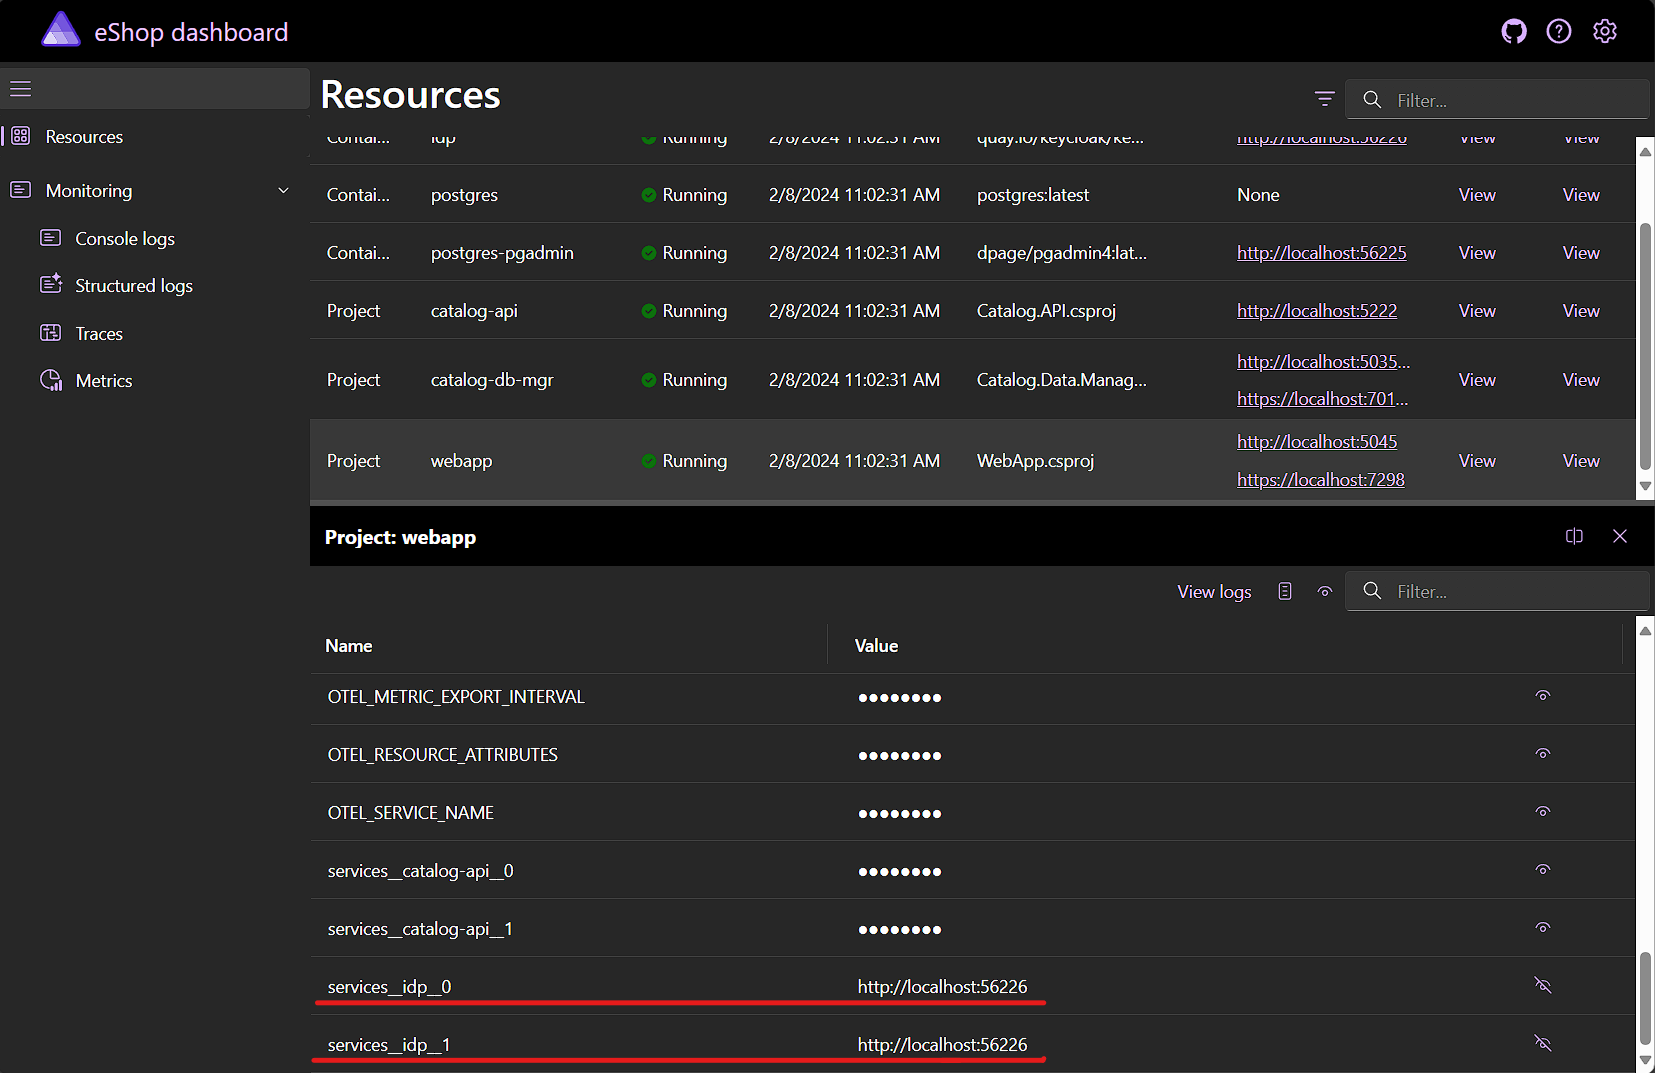 eShop dashboard
Resources
Filter...
Resources
Monitoring
Console logs
Structured logs
Traces
Metrics
Contai... idp Running 2/8/2024 11:02:31 AM quay.io/keycloak/ke... http://localhost:56226 View View
Contai... postgres Running 2/8/2024 11:02:31 AM postgres:latest None View View
Contai... postgres-pgadmin Running 2/8/2024 11:02:31 AM dpage/pgadmin4:lat... http://localhost:56225 View View
Project catalog-api Running 2/8/2024 11:02:31 AM Catalog.API.csproj http://localhost:5222 View View
http://localhost:5035...
Project catalog-db-mgr Running 2/8/2024 11:02:31 AM Catalog.Data.Manag... View View
https://localhost:701...
http://localhost:5045
Project webapp Running 2/8/2024 11:02:31 AM WebApp.csproj View View
https://localhost:7298
Project: webapp
View logs Filter...
Name Value
OTEL_METRIC_EXPORT_INTERVAL ●●●●●●●●
OTEL_RESOURCE_ATTRIBUTES ●●●●●●●●
OTEL_SERVICE_NAME ●●●●●●●●
services__catalog-api__0 ●●●●●●●●
services__catalog-api__1 ●●●●●●●●
services__idp__0 http://localhost:56226
services__idp__1 http://localhost:56226